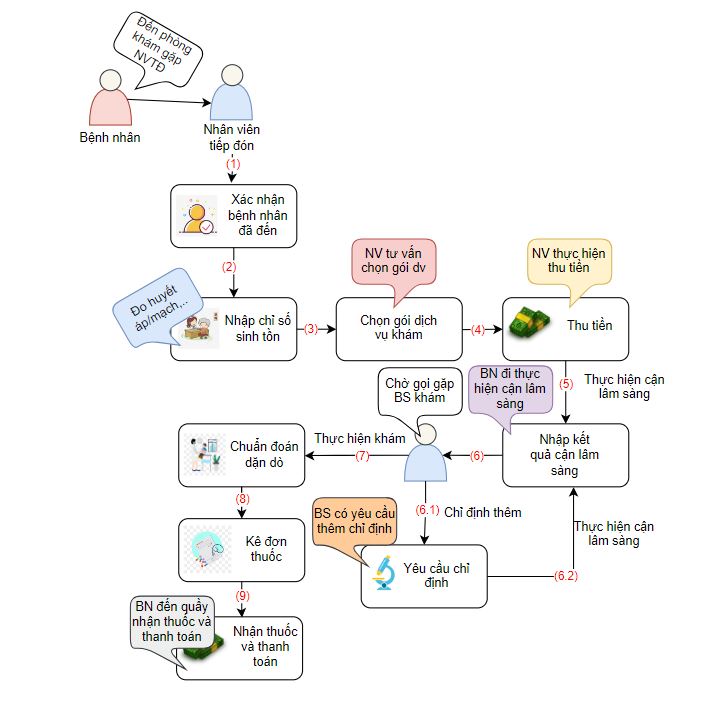 Đến phòng
khám gặp
NVTĐ
Bệnh nhân
Nhân viên
tiếp đón
(1)
Xác nhận
bệnh nhân
đã đến
(2)
Đo huyết
áp/mạch,..
Nhập chỉ số
sinh tồn
(3)
NV tư vấn
chọn gói dv
Chọn gói dịch
vụ khám
(4)
NV thực hiện
thu tiền
Thu tiền
(5)
Thực hiện cận
lâm sàng
BN đi thực
hiện cận lâm
sàng
Nhập kết
quả cận lâm
sàng
(6)
Chờ gọi gặp
BS khám
(6.1)
Chỉ định thêm
BS có yêu cầu
thêm chỉ định
Yêu cầu chỉ
định
(6.2)
Thực hiện cận
lâm sàng
Thực hiện khám
(7)
Chuẩn đoán
dặn dò
(8)
Kê đơn
thuốc
(9)
BN đến quầy
nhận thuốc và
thanh toán
Nhận thuốc
và thanh
toán